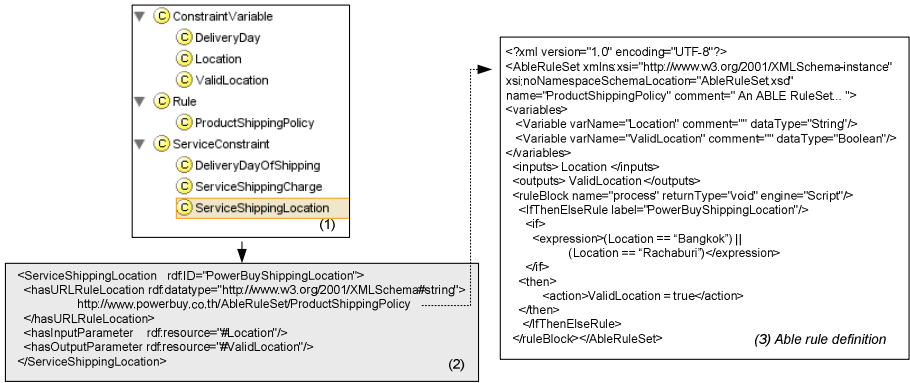 ConstraintVariable
DeliveryDay
Location
ValidLocation
Rule
ProductShippingPolicy
ServiceConstraint
DeliveryDayOfShipping
ServiceShippingCharge
ServiceShippingLocation
(1)
<ServiceShippingLocation rdf:ID="PowerBuyShippingLocation">
<hasURLRuleLocation rdf:datatype="http://www.w3.org/2001/XMLSchema#string">
http://www.powerbuy.co.th/AbleRuleSet/ProductShippingPolicy
</hasURLRuleLocation>
<hasInputParameter rdf:resource="#Location"/>
<hasOutputParameter rdf:resource="#ValidLocation"/>
</ServiceShippingLocation>
(2)
<?xml version="1.0" encoding="UTF-8"?>
<AbleRuleSet xmlns:xsi="http://www.w3.org/2001/XMLSchema-instance"
xsi:noNamespaceSchemaLocation="AbleRuleSet.xsd"
name="ProductShippingPolicy" comment=" An ABLE RuleSet... ">
<variables>
<Variable varName="Location" comment="" dataType="String"/>
<Variable varName="ValidLocation" comment="" dataType="Boolean"/>
</variables>
<inputs> Location </inputs>
<outputs> ValidLocation </outputs>
<ruleBlock name="process" returnType="void" engine="Script"/>
<IfThenElseRule label="PowerBuyShippingLocation"/>
<if>
<expression>(Location == “Bangkok”) ||
(Location == “Rachaburi”)</expression>
</if>
<then>
<action>ValidLocation = true</action>
</then>
</IfThenElseRule>
</ruleBlock></AbleRuleSet>
(3) Able rule definition